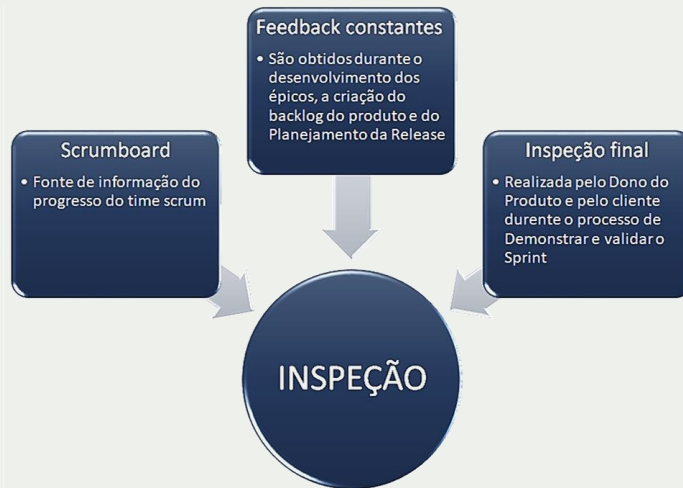 Feedback constantes
• São obtidos durante o
desenvolvimento dos
épicos, a criação do
backlog do produto e do
Planejamento da Release
Scrumboard
• Fonte de informação do
progresso do time scrum
Inspeção final
• Realizada pelo Dono do
Produto e pelo cliente
durente o processo de
Demonstrar e validar o
Sprint
INSPEÇÃO